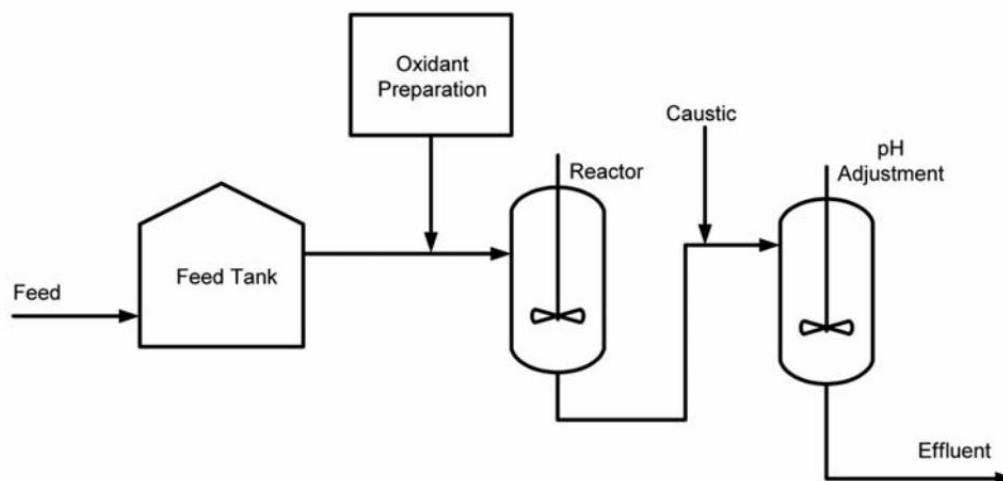 Oxidant
Preparation
Caustic
pH
Adjustment
Reactor
Feed Tank
Feed
Effluent